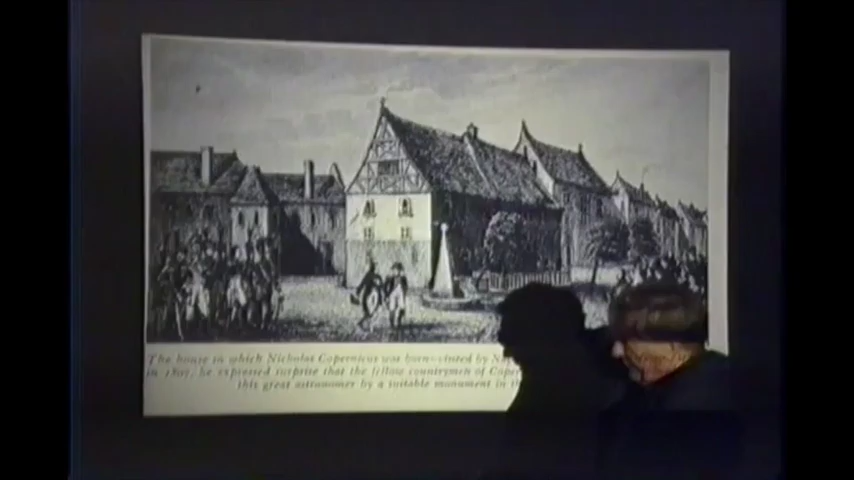 The house in which Nicholas Copernicus was born-visted by
in 1807, he expressed surprise that the fellow countrymen of
this great astronomer by a suitable monument in